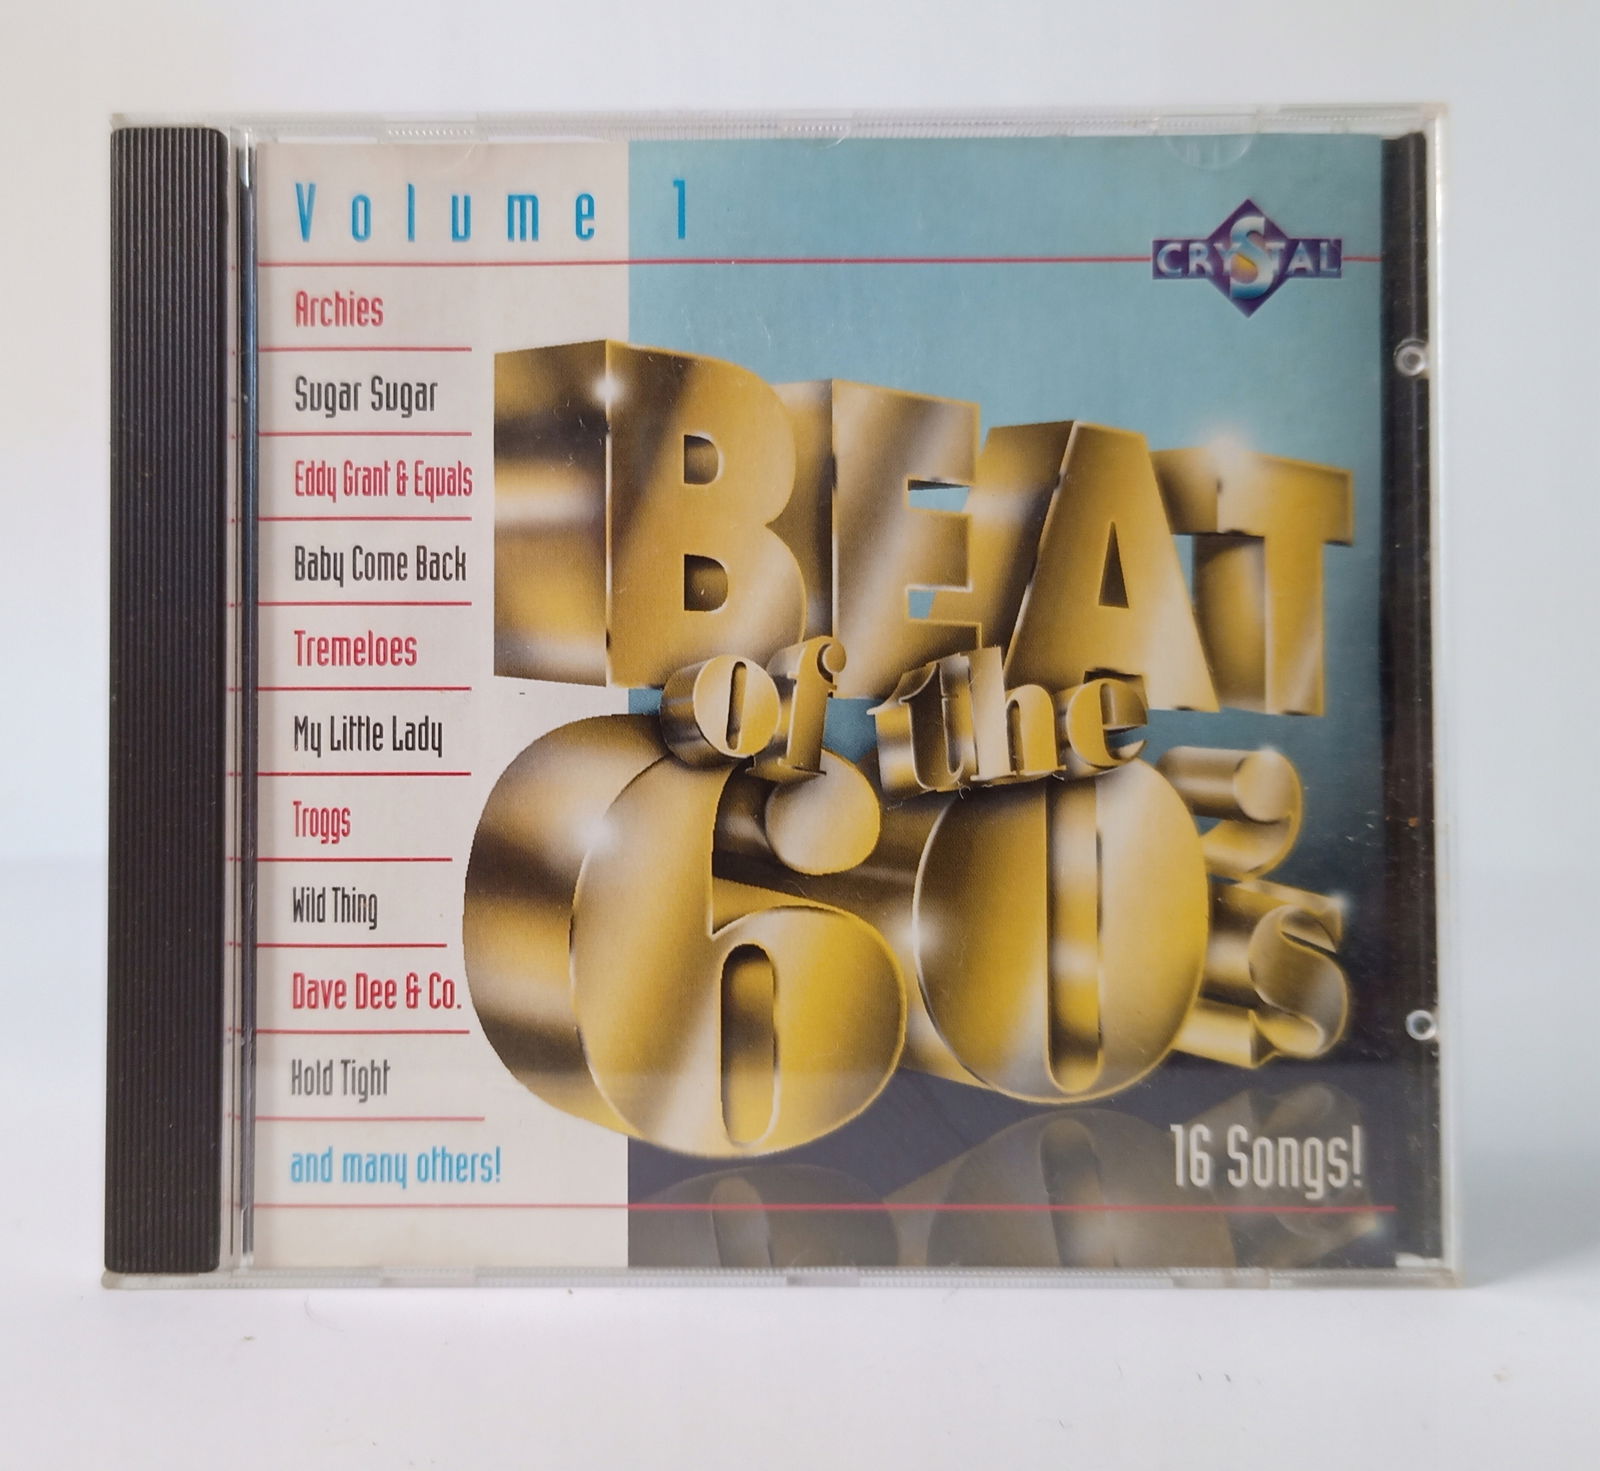 Volume 1
CRYSTAL
Archies
Sugar Sugar
Eddy Grant & Equals
Baby Come Back
Tremeloes
My Little Lady
Troggs
Wild Thing
Dave Dee & Co.
Hold Tight
and many others!
BEAT
of the
60's
16 Songs!